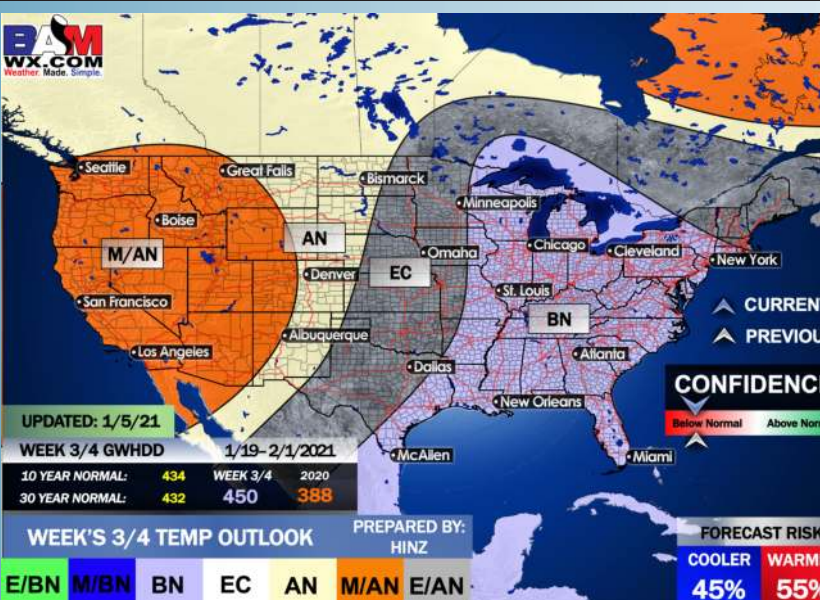 BAM
WX.COM
Weather. Made. Simple.
Seattle
Great Falls
Bismarck
Minneapolis
Boise
AN
M/AN
Omaha
Chicago
Cleveland
New York
EC
Denver
San Francisco
St. Louis
BN
CURREN
PREVIOU
Albuquerque
Los Angeles
Atlanta
Dallas
CONFIDENC
Below Normal Above Nor
New Orleans
McAllen
Miami
UPDATED: 1/5/21
WEEK 3/4 GWHDD 1/19-2/1/2021
10 YEAR NORMAL: 434 WEEK 3/4 2020
30 YEAR NORMAL: 432 450 388
WEEK'S 3/4 TEMP OUTLOOK
PREPARED BY:
HINZ
E/BN M/BN BN EC AN M/AN E/AN
FORECAST RISK
COOLER WARM
45% 55%